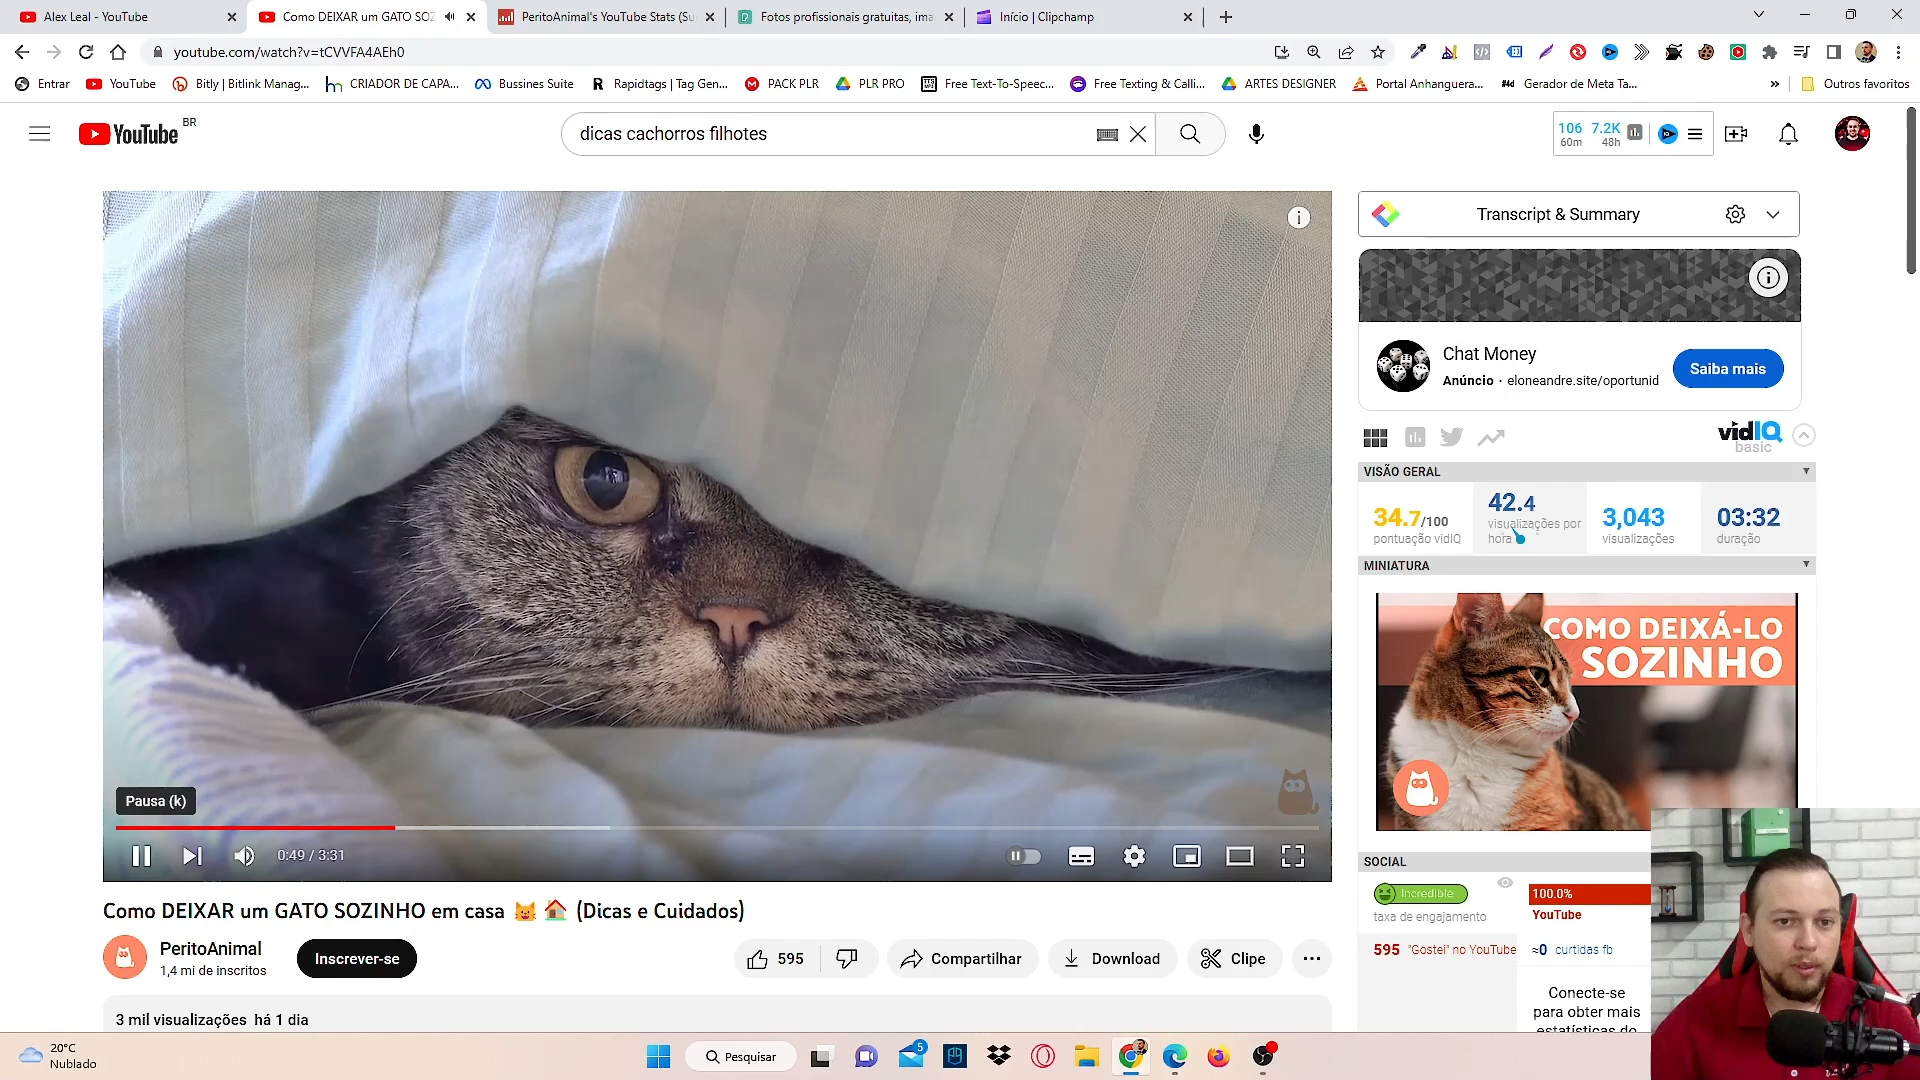 Alex Leal - YouTube
Como DEIXAR um GATO SOZ
PeritoAnimal's YouTube Stats (Su
Fotos profissionais gratuitas, ima
Início | Clipchamp
youtube.com/watch?v=tCVVFA4AEh0
Entrar
YouTube
Bitly | Bitlink Manag...
CRIADOR DE CAPA...
Bussines Suite
Rapidtags | Tag Gen...
PACK PLR
PLR PRO
Free Text-To-Speec...
Free Texting & Calli...
ARTES DESIGNER
Portal Anhanguera...
Gerador de Meta Ta...
»
Outros favoritos
YouTube BR
dicas cachorros filhotes
106 7.2K
60m 48h
Transcript & Summary
Chat Money
Anúncio · eloneandre.site/oportunid
Saiba mais
vidIQ
basic
VISÃO GERAL
34.7/100
pontuação vidIQ
42.4
visualizações por
hora
3,043
visualizações
03:32
duração
MINIATURA
COMO DEIXÁ-LO
SOZINHO
Pausa (k)
0:49 / 3:31
SOCIAL
Incredible
taxa de engajamento
100.0%
YouTube
595 "Gostei" no YouTube
≈0 curtidas fb
Conecte-se
para obter mais
estatísticas do
Como DEIXAR um GATO SOZINHO em casa 😺 🏠 (Dicas e Cuidados)
PeritoAnimal
1,4 mi de inscritos
Inscrever-se
595
Compartilhar
Download
Clipe
3 mil visualizações há 1 dia
20°C
Nublado
Pesquisar
5